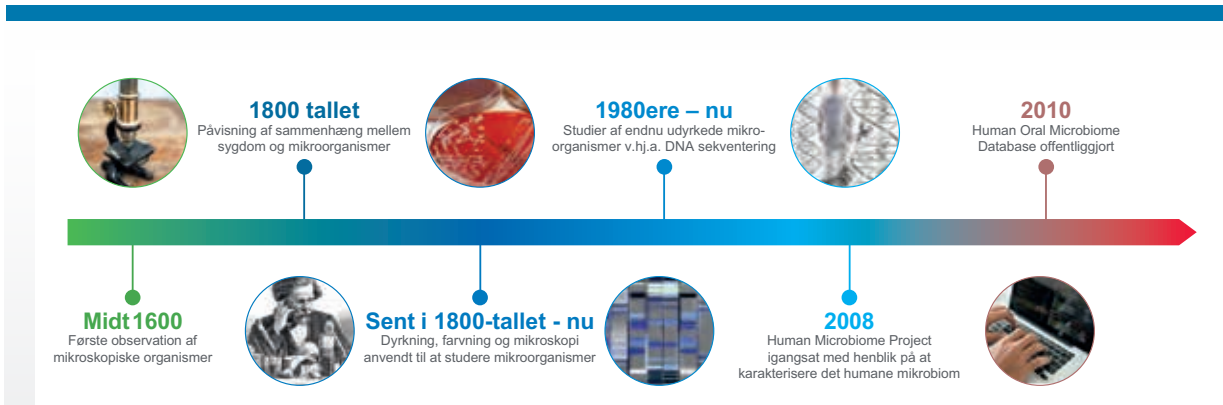 1800 tallet
Påvisning af sammenhæng mellem
sygdom og mikroorganismer
1980ere – nu
Studier af endnu udyrkede mikro-
organismer v.hj.a. DNA sekventering
2010
Human Oral Microbiome
Database offentliggjort
Midt 1600
Første observation af
mikroskopiske organismer
Sent i 1800-tallet - nu
Dyrkning, farvning og mikroskopi
anvendt til at studere mikroorganismer
2008
Human Microbiome Project
igangsat med henblik på at
karakterisere det humane mikrobiom